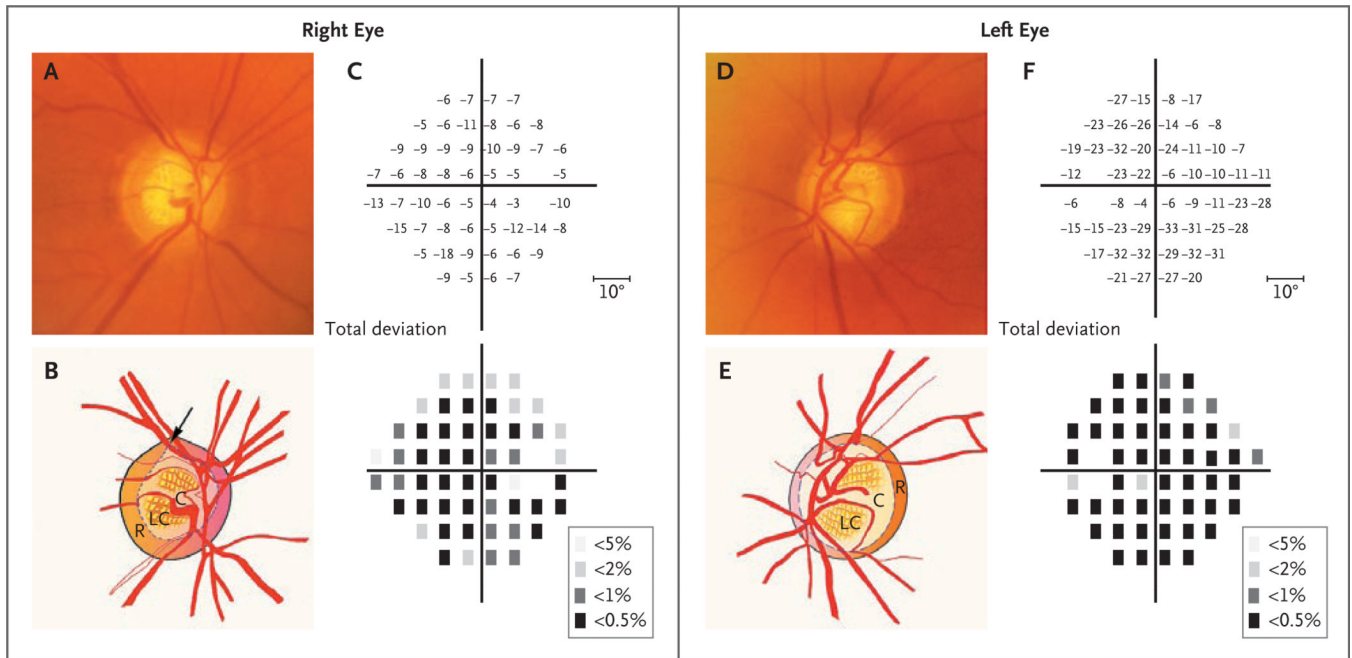 Right Eye
A
C
–6 –7 –7 –7
–5 –6 –11 –8 –6 –8
–9 –9 –9 –9 –10 –9 –7 –6
–7 –6 –8 –8 –6 –5 –5 –5
–13 –7 –10 –6 –5 –4 –3 –10
–15 –7 –8 –6 –5 –12 –14 –8
–5 –18 –9 –6 –6 –9
–9 –5 –6 –7
10°
Total deviation
B
C
LC
R
<5%
<2%
<1%
<0.5%
Left Eye
D
F
–27 –15 –8 –17
–23 –26 –26 –14 –6 –8
–19 –23 –32 –20 –24 –11 –10 –7
–12 –23 –22 –6 –10 –10 –11 –11
–6 –8 –4 –6 –9 –11 –23 –28
–15 –15 –23 –29 –33 –31 –25 –28
–17 –32 –32 –29 –32 –31
–21 –27 –27 –20
10°
Total deviation
E
R
C
LC
<5%
<2%
<1%
<0.5%